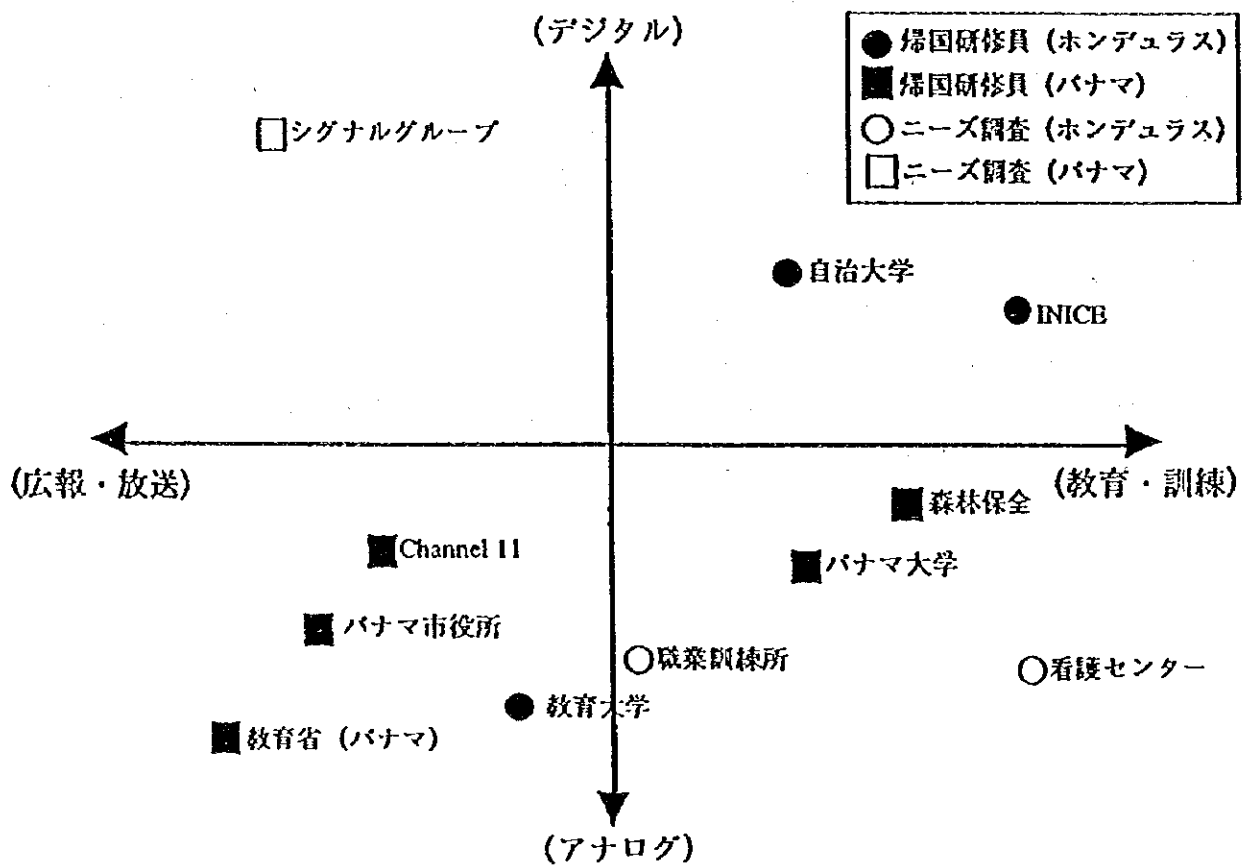 (デジタル)
● 帰国研修員 (ホンデュラス)
■ 帰国研修員 (パナマ)
○ ニーズ調査 (ホンデュラス)
□ ニーズ調査 (パナマ)
シグナルグループ
自治大学
INICE
(広報・放送)
(教育・訓練)
森林保全
Channel 11
パナマ大学
パナマ市役所
職業訓練所
看護センター
教育大学
教育省 (パナマ)
(アナログ)